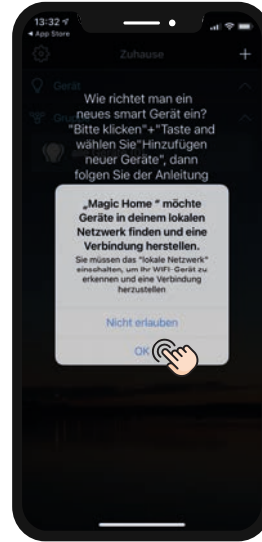 13:32
◀ App Store
Zuhause +
Gerät
Wie richtet man ein
neues smart Gerät ein?
"Bitte klicken"+"Taste and
wählen Sie"Hinzufügen
neuer Geräte", dann
folgen Sie der Anleitung
„Magic Home “ möchte
Geräte in deinem lokalen
Netzwerk finden und eine
Verbindung herstellen.
Sie müssen das "lokale Netzwerk"
einschalten, um Ihr WIFI-Gerät zu
erkennen und eine Verbindung
herzustellen
Nicht erlauben
OK